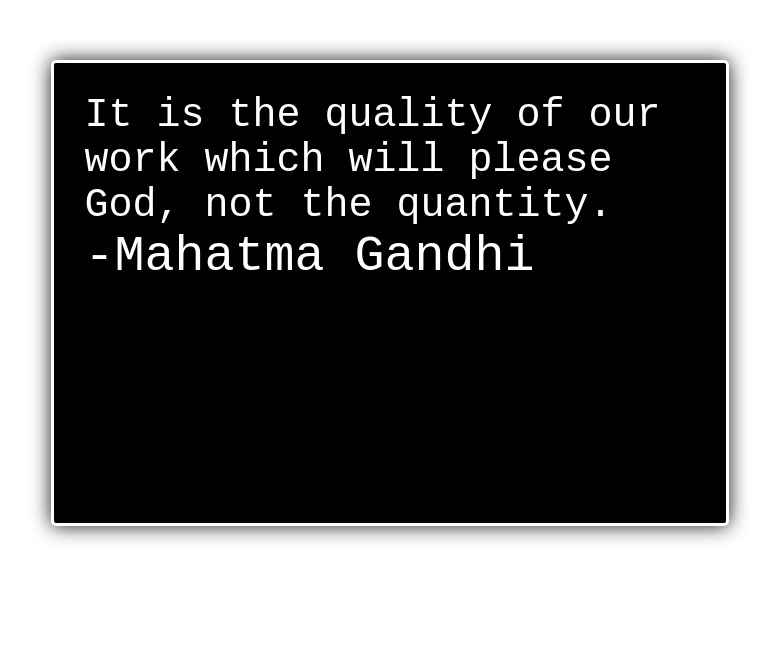 It is the quality of our
work which will please
God, not the quantity.
-Mahatma Gandhi